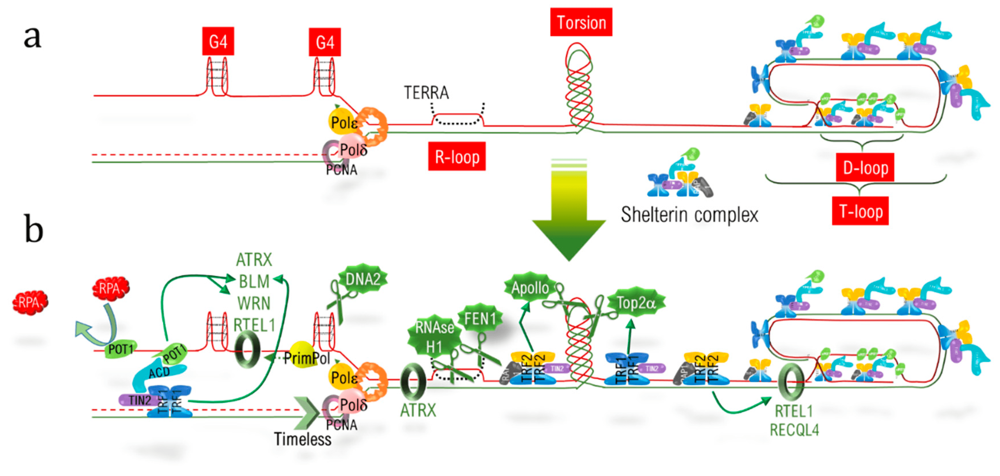 a
G4
G4
Torsion
TERRA
Polε
Polδ
PCNA
R-loop
D-loop
T-loop
Shelterin complex
b
ATRX
BLM
WRN
RTEL1
RPA
RPA
DNA2
Apollo
Top2α
FEN1
RNAse
H1
POT1
POT1
ACD
TIN2
TRF1
TRF1
PrimPol
Polε
Polδ
PCNA
Timeless
ATRX
TRF2
TRF2
TIN2
TRF1
TRF1
TIN2
RAP1
TRF2
TRF2
RTEL1
RECQL4